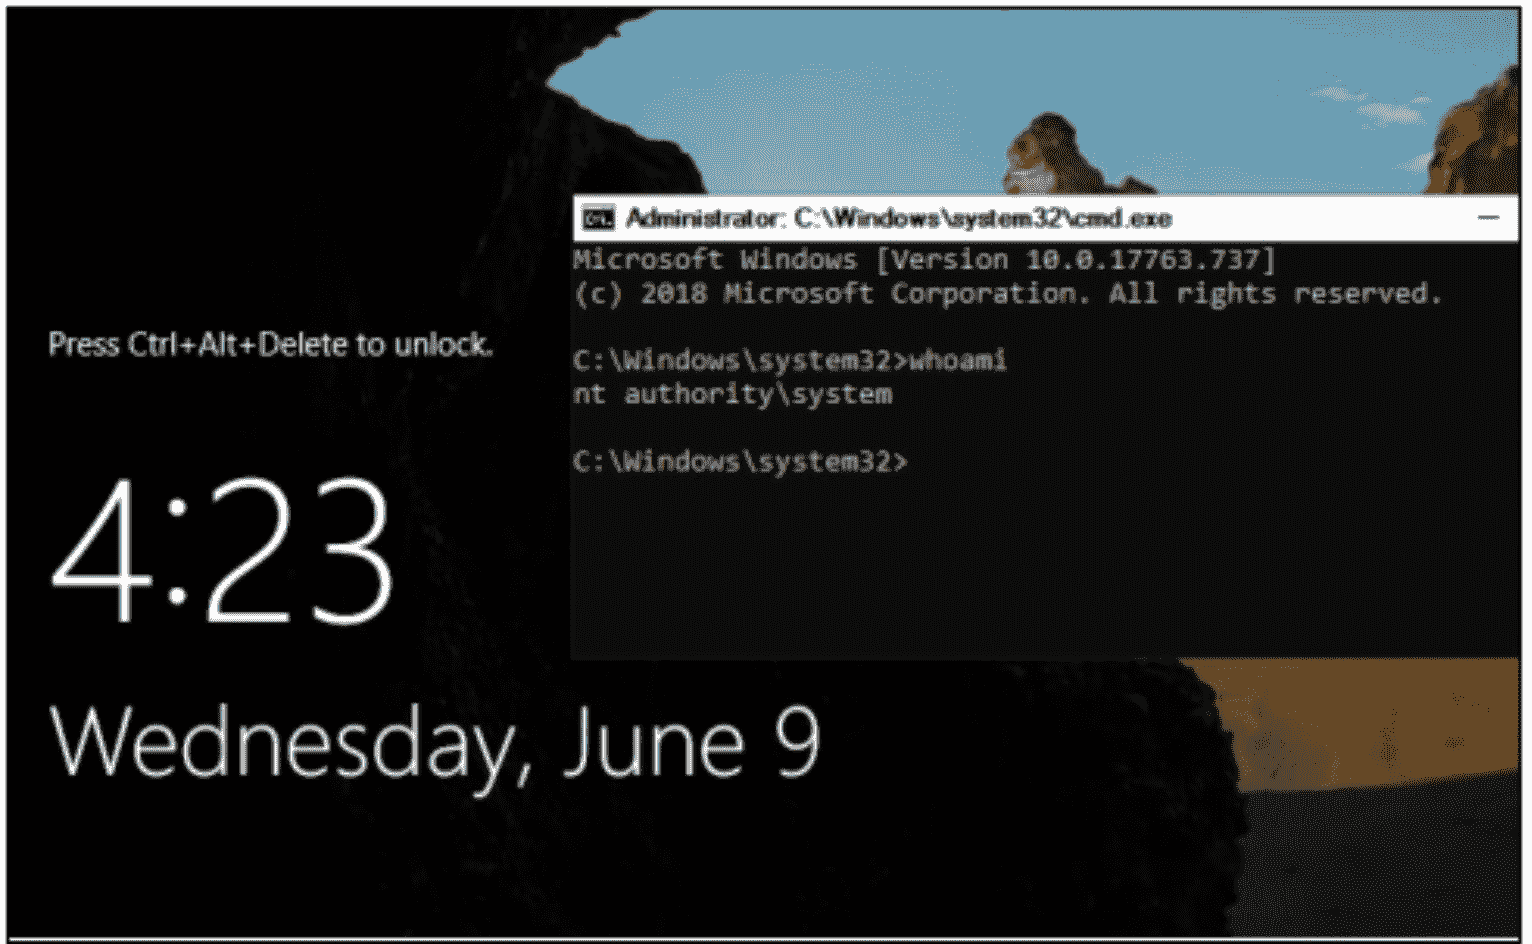 Administrator: C:\Windows\system32\cmd.exe
Microsoft Windows [Version 10.0.17763.737]
(c) 2018 Microsoft Corporation. All rights reserved.
C:\Windows\system32>whoami
nt authority\system
C:\Windows\system32>
Press Ctrl+Alt+Delete to unlock.
4:23
Wednesday, June 9